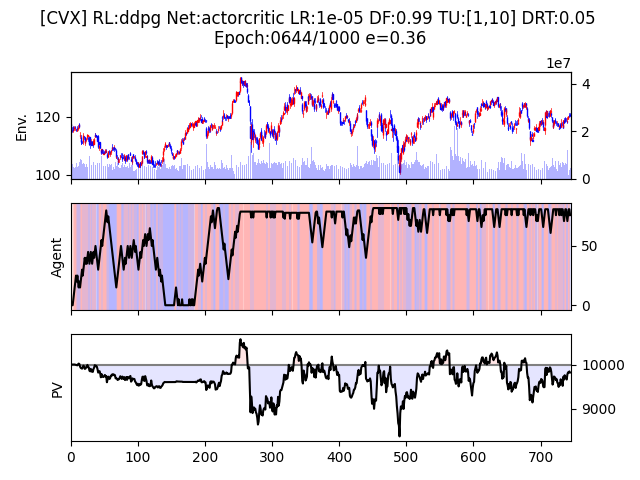 [CVX] RL:ddpg Net:actorcritic LR:1e-05 DF:0.99 TU:[1,10] DRT:0.05
Epoch:0644/1000 e=0.36
1e7
Env.
120
100
4
2
0
Agent
50
0
PV
10000
9000
0 100 200 300 400 500 600 700